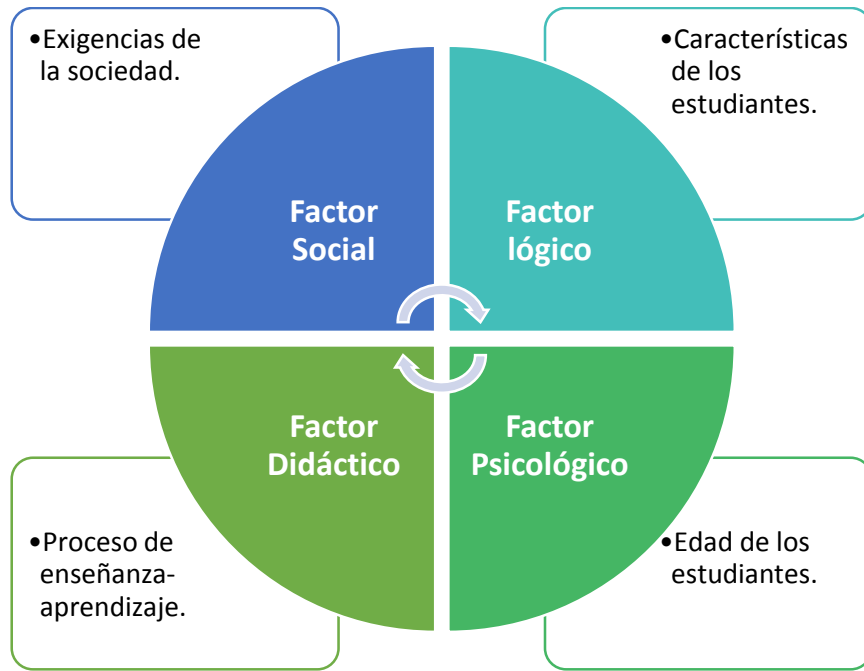 •Exigencias de
la sociedad.
•Características
de los
estudiantes.
Factor
Social
Factor
lógico
Factor
Didáctico
Factor
Psicológico
•Proceso de
enseñanza-
aprendizaje.
•Edad de los
estudiantes.